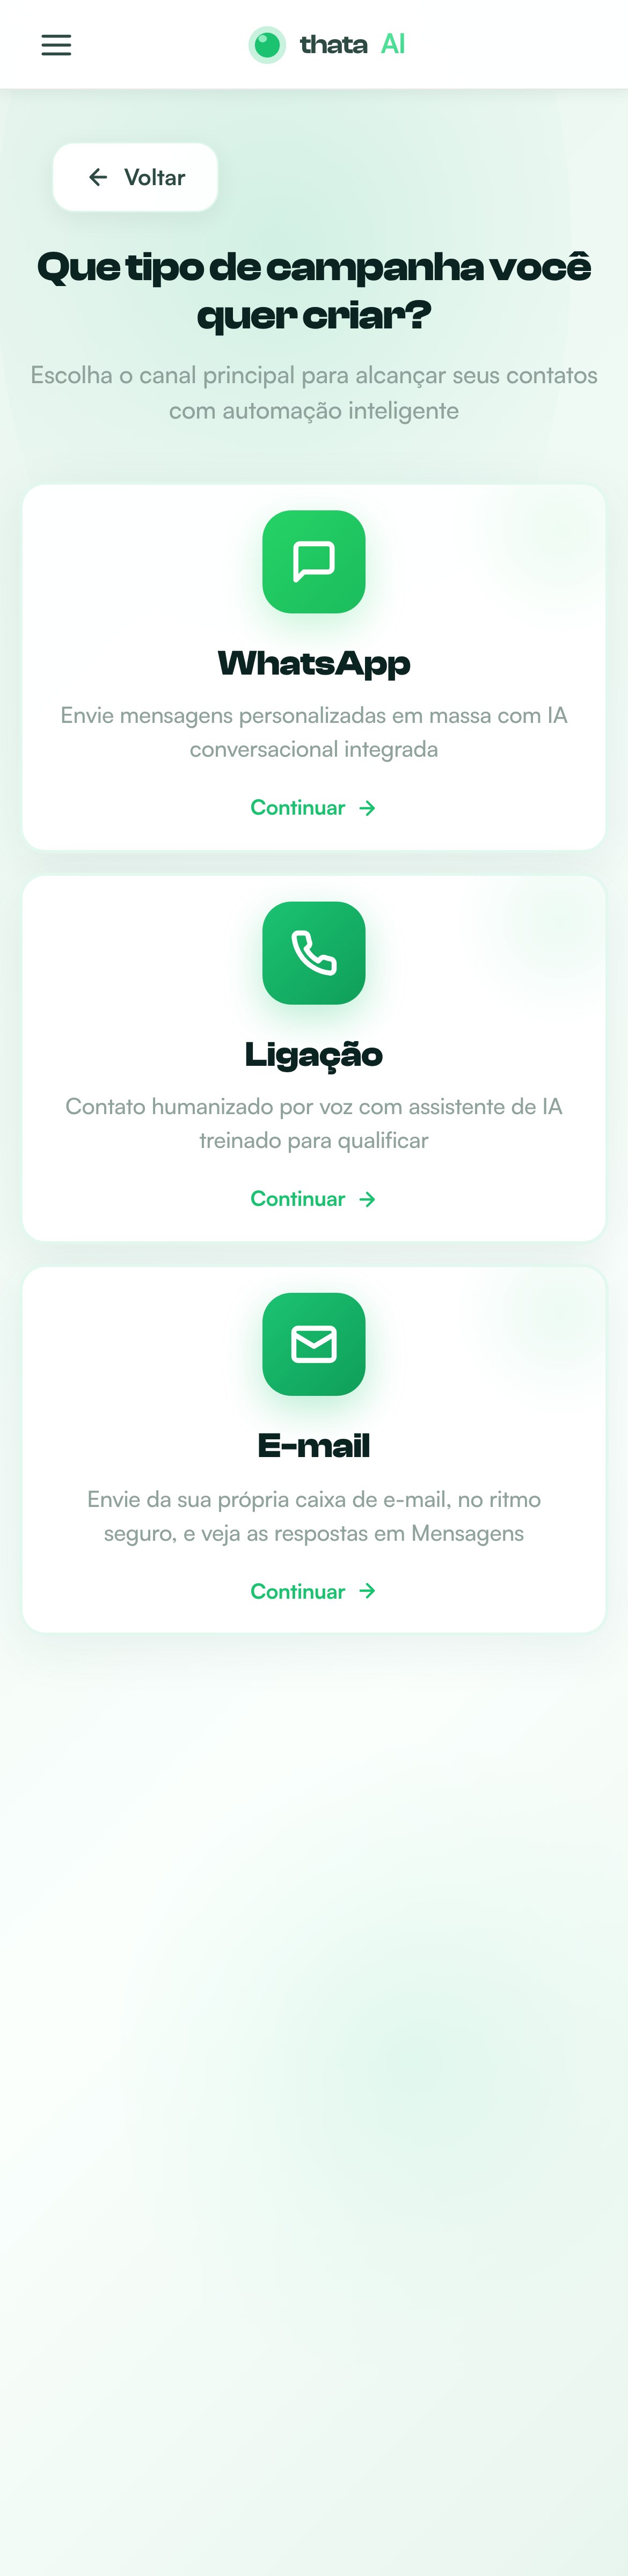 thata AI
Voltar
Que tipo de campanha você
quer criar?
Escolha o canal principal para alcançar seus contatos
com automação inteligente
WhatsApp
Envie mensagens personalizadas em massa com IA
conversacional integrada
Continuar
Ligação
Contato humanizado por voz com assistente de IA
treinado para qualificar
Continuar
E-mail
Envie da sua própria caixa de e-mail, no ritmo
seguro, e veja as respostas em Mensagens
Continuar